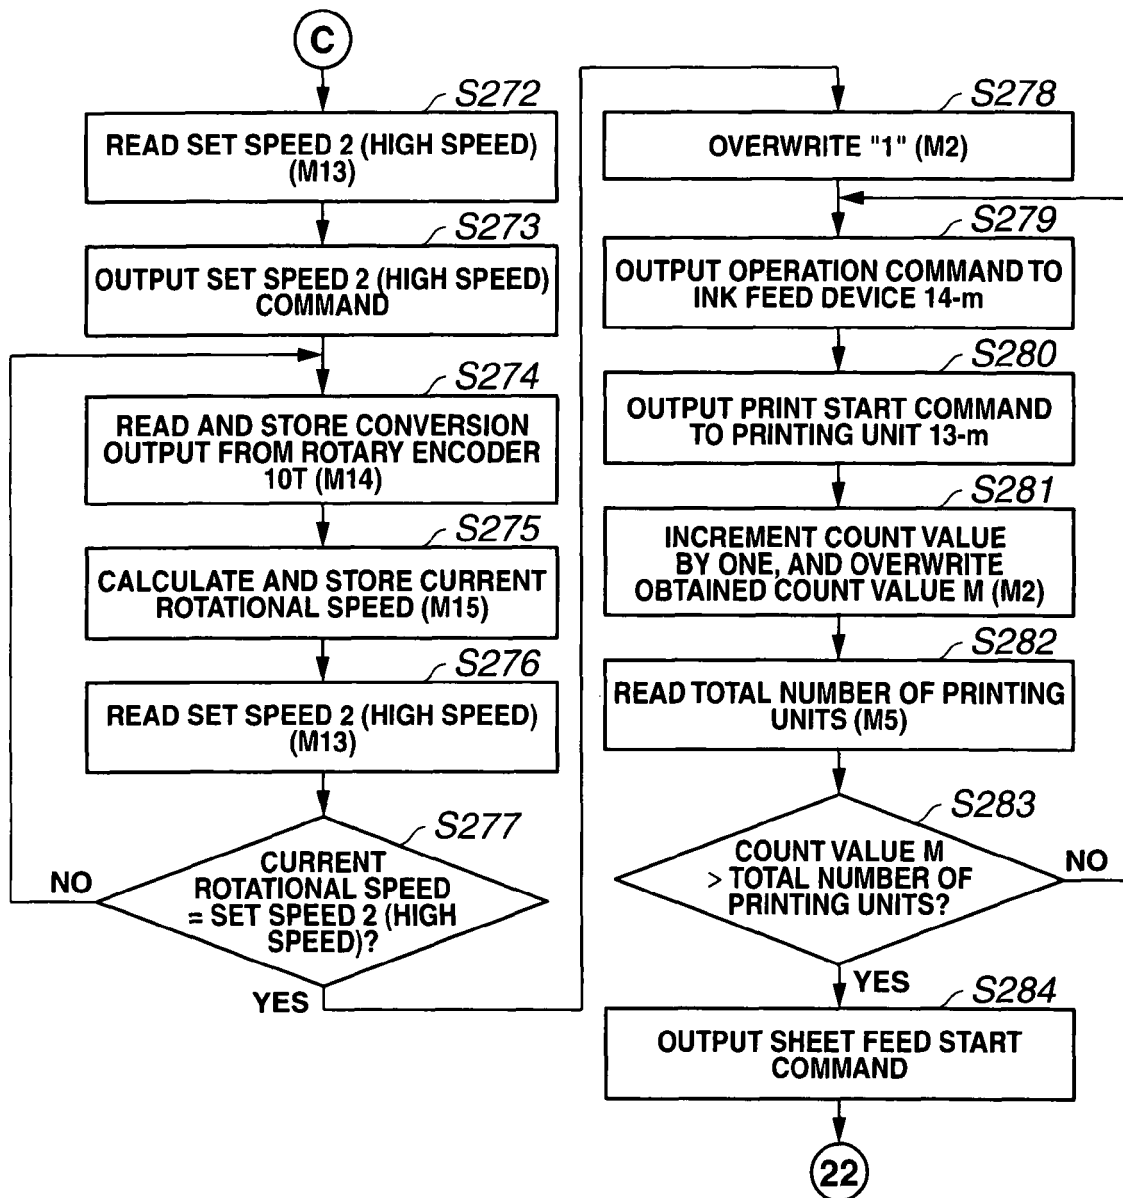 C
S272
READ SET SPEED 2 (HIGH SPEED)
(M13)
S273
OUTPUT SET SPEED 2 (HIGH SPEED)
COMMAND
S274
READ AND STORE CONVERSION
OUTPUT FROM ROTARY ENCODER
10T (M14)
S275
CALCULATE AND STORE CURRENT
ROTATIONAL SPEED (M15)
S276
READ SET SPEED 2 (HIGH SPEED)
(M13)
S277
CURRENT
ROTATIONAL SPEED
= SET SPEED 2 (HIGH
SPEED)?
NO
YES
S278
OVERWRITE "1" (M2)
S279
OUTPUT OPERATION COMMAND TO
INK FEED DEVICE 14-m
S280
OUTPUT PRINT START COMMAND
TO PRINTING UNIT 13-m
S281
INCREMENT COUNT VALUE
BY ONE, AND OVERWRITE
OBTAINED COUNT VALUE M (M2)
S282
READ TOTAL NUMBER OF PRINTING
UNITS (M5)
S283
COUNT VALUE M
> TOTAL NUMBER OF
PRINTING UNITS?
NO
YES
S284
OUTPUT SHEET FEED START
COMMAND
22